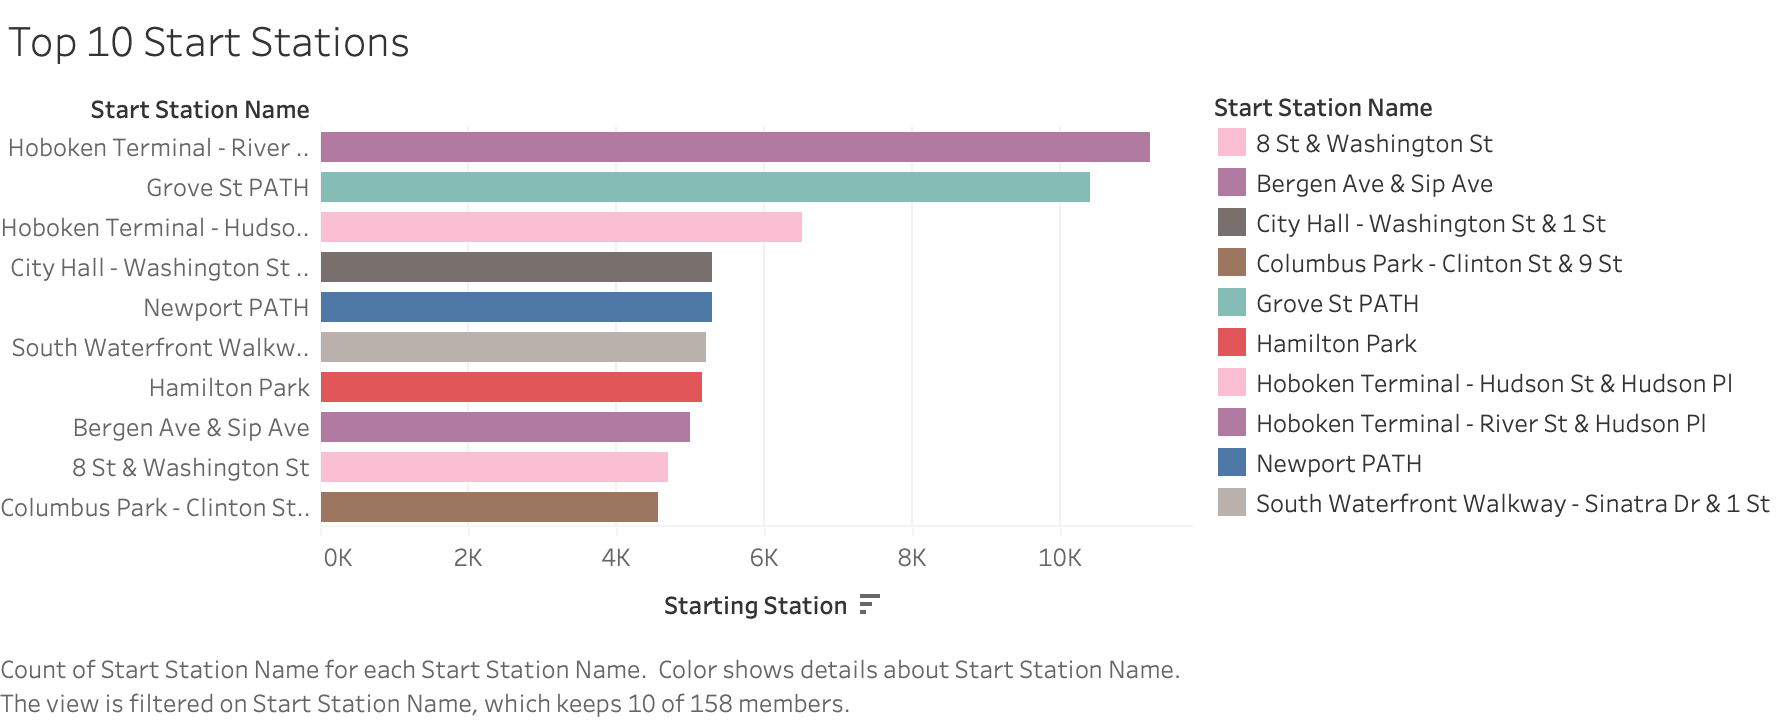 Top 10 Start Stations
Start Station Name
Hoboken Terminal - River ..
Grove St PATH
Hoboken Terminal - Hudso..
City Hall - Washington St ..
Newport PATH
South Waterfront Walkw..
Hamilton Park
Bergen Ave & Sip Ave
8 St & Washington St
Columbus Park - Clinton St..
0K 2K 4K 6K 8K 10K
Starting Station
Start Station Name
8 St & Washington St
Bergen Ave & Sip Ave
City Hall - Washington St & 1 St
Columbus Park - Clinton St & 9 St
Grove St PATH
Hamilton Park
Hoboken Terminal - Hudson St & Hudson Pl
Hoboken Terminal - River St & Hudson Pl
Newport PATH
South Waterfront Walkway - Sinatra Dr & 1 St
Count of Start Station Name for each Start Station Name.  Color shows details about Start Station Name.
The view is filtered on Start Station Name, which keeps 10 of 158 members.